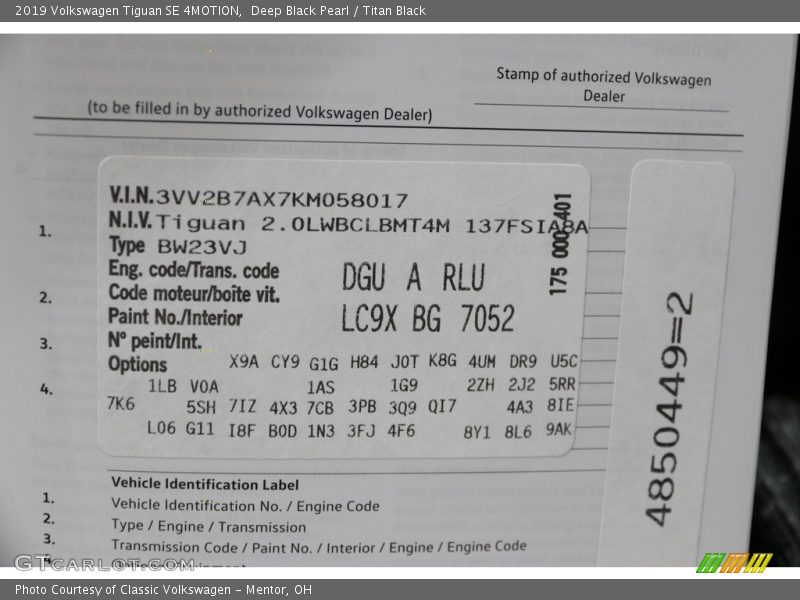 2019 Volkswagen Tiguan SE 4MOTION, Deep Black Pearl / Titan Black
Stamp of authorized Volkswagen
Dealer
(to be filled in by authorized Volkswagen Dealer)
V.I.N. 3VV2B7AX7KM058017
N.I.V. Tiguan 2.0LWBCLBMT4M 137FSIA8A
1.
Type BW23VJ
Eng. code/Trans. code DGU A RLU
Code moteur/boîte vit.
2.
Paint No./Interior LC9X BG 7052
N° peint/Int.
3.
Options X9A CY9 G1G H84 J0T K8G 4UM DR9 U5C
4.
1LB V0A 1AS 1G9 2ZH 2J2 5RR
7K6 5SH 7IZ 4X3 7CB 3PB 3Q9 QI7 4A3 8IE
L06 G11 I8F B0D 1N3 3FJ 4F6 8Y1 8L6 9AK
175 000 401
4850449=2
Vehicle Identification Label
1. Vehicle Identification No. / Engine Code
2. Type / Engine / Transmission
3. Transmission Code / Paint No. / Interior / Engine / Engine Code
GTCARLOT.COM
Photo Courtesy of Classic Volkswagen - Mentor, OH